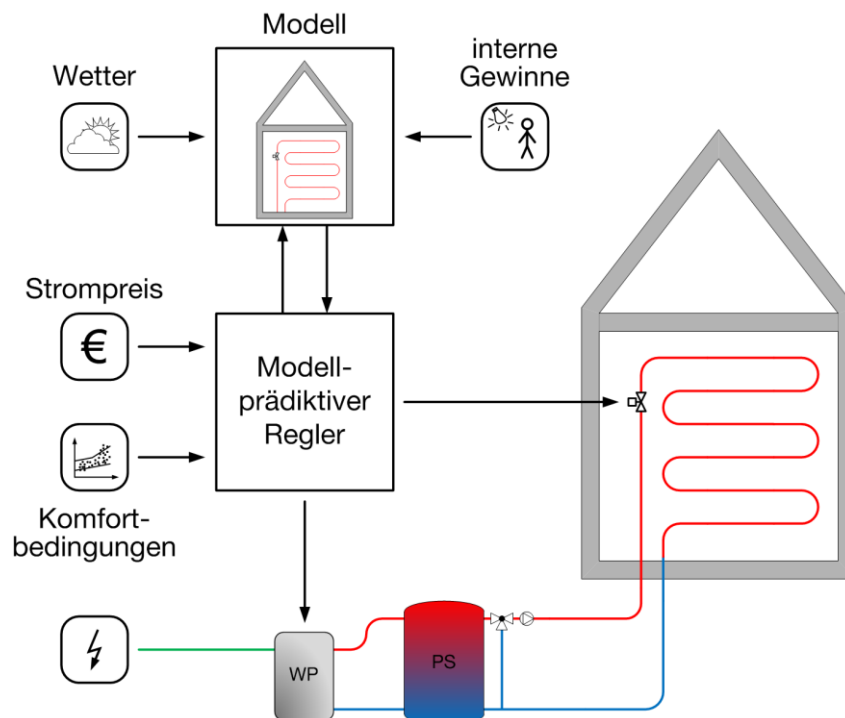 Modell
Wetter
interne
Gewinne
Strompreis
€
Modell-
prädiktiver
Regler
Komfort-
bedingungen
WP
PS